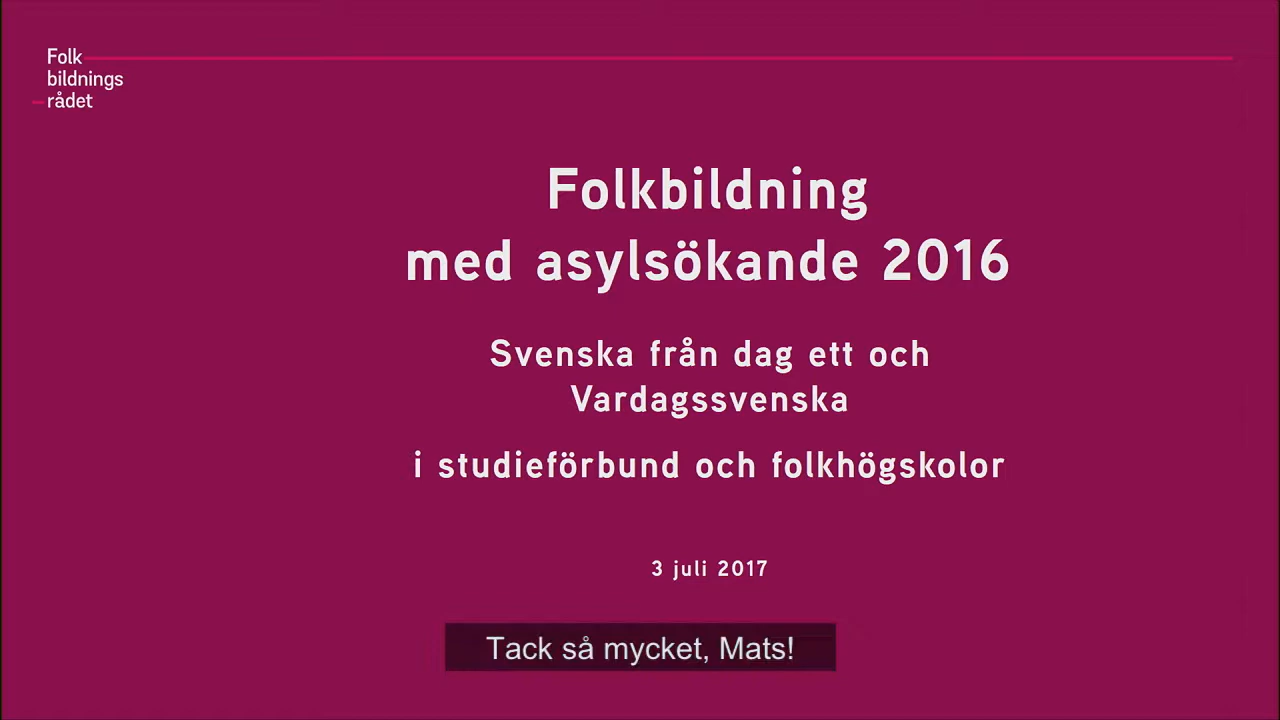 Folk
bildnings
rådet
Folkbildning
med asylsökande 2016
Svenska från dag ett och
Vardagssvenska
i studieförbund och folkhögskolor
3 juli 2017
Tack så mycket, Mats!